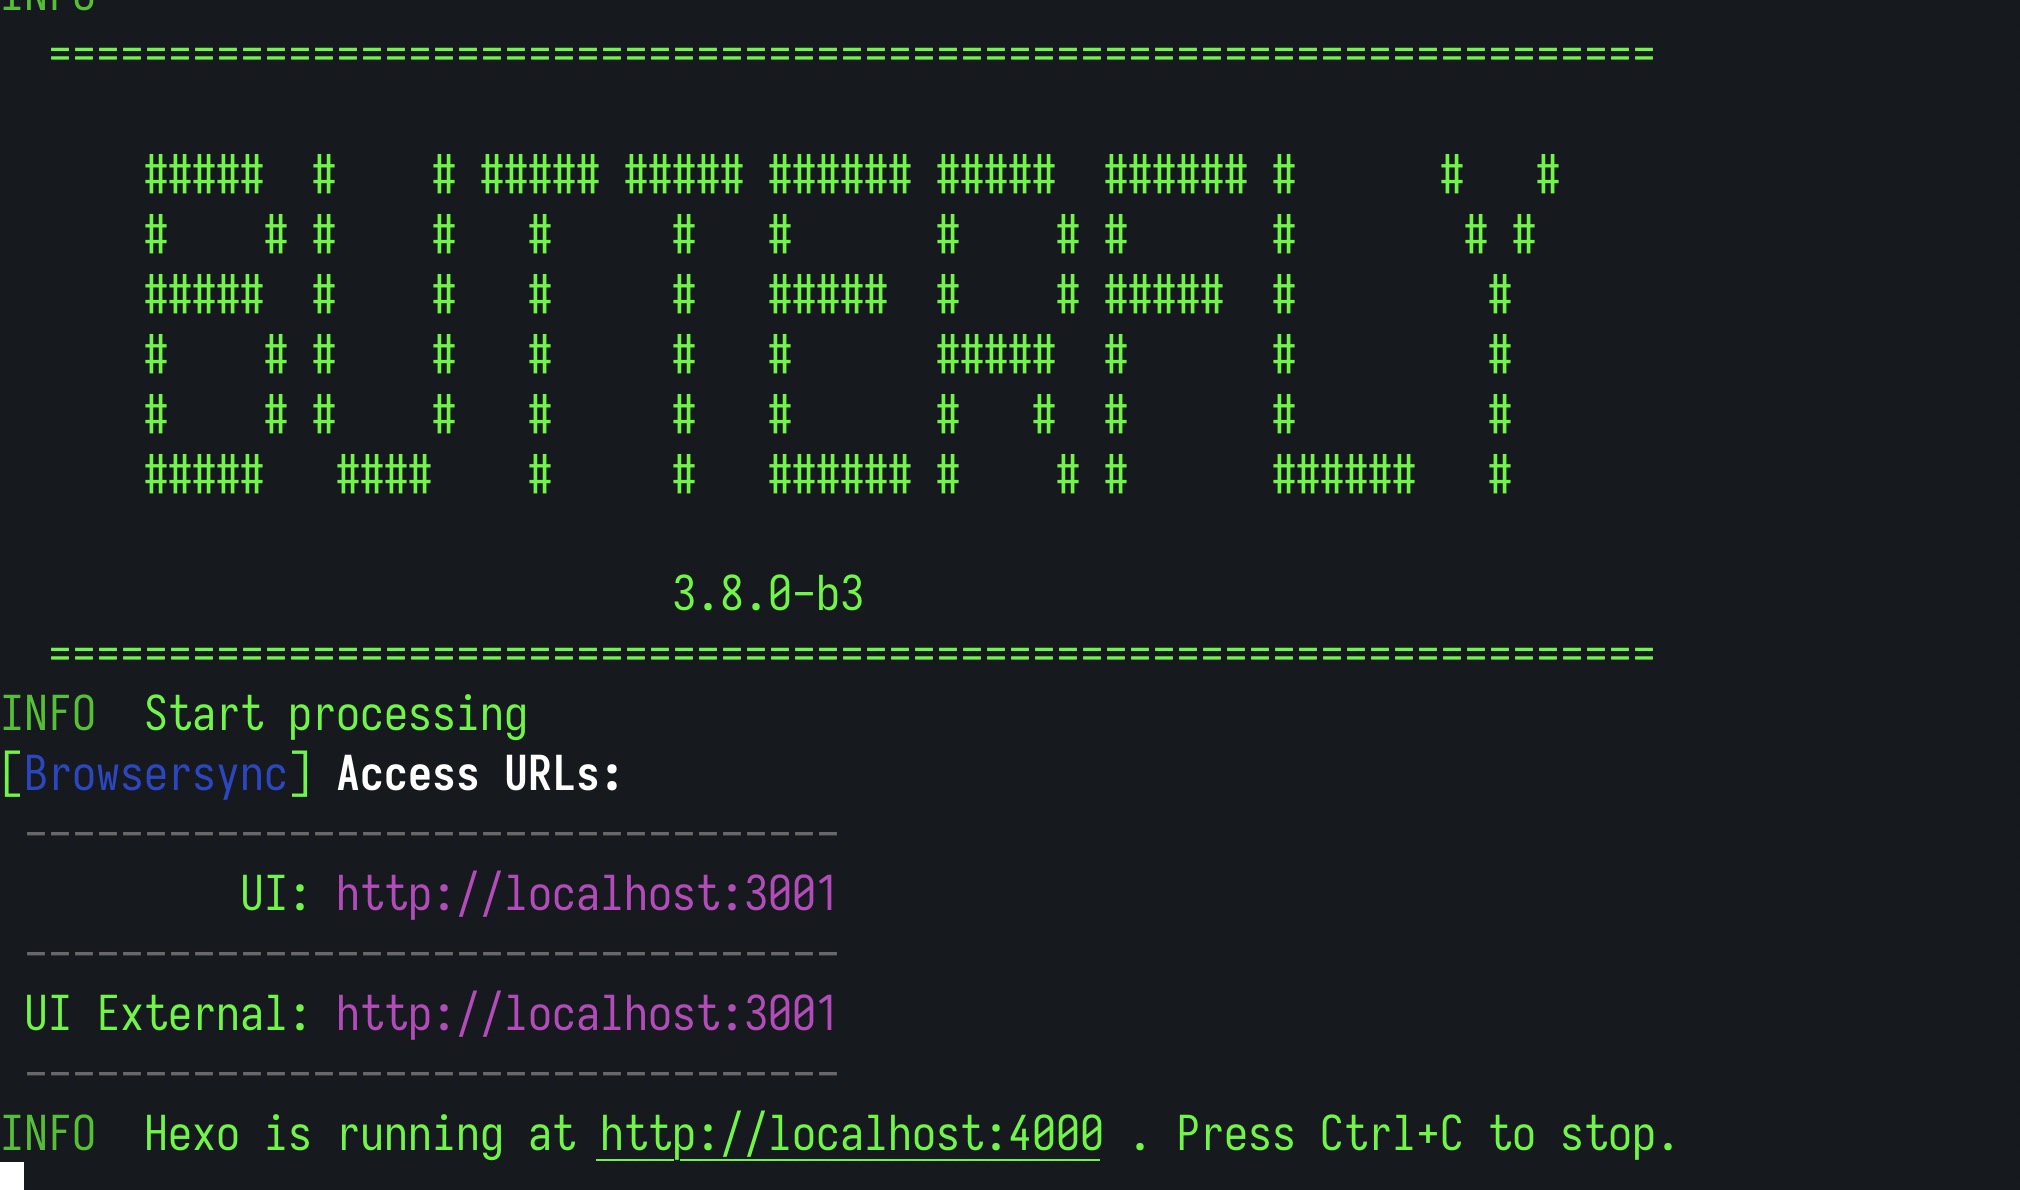 INFO
===================================================================
    #####  #    # ##### ##### ###### #####  ###### #      #   #
    #    # #    #   #     #   #      #    # #      #       # #
    #####  #    #   #     #   #####  #    # #####  #        #
    #    # #    #   #     #   #      #####  #      #        #
    #    # #    #   #     #   #      #   #  #      #        #
    #####   ####    #     #   ###### #    # #      ######   #
3.8.0-b3
===================================================================
INFO  Start processing
[Browsersync] Access URLs:
----------------------------------
UI: http://localhost:3001
----------------------------------
UI External: http://localhost:3001
----------------------------------
INFO  Hexo is running at http://localhost:4000 . Press Ctrl+C to stop.